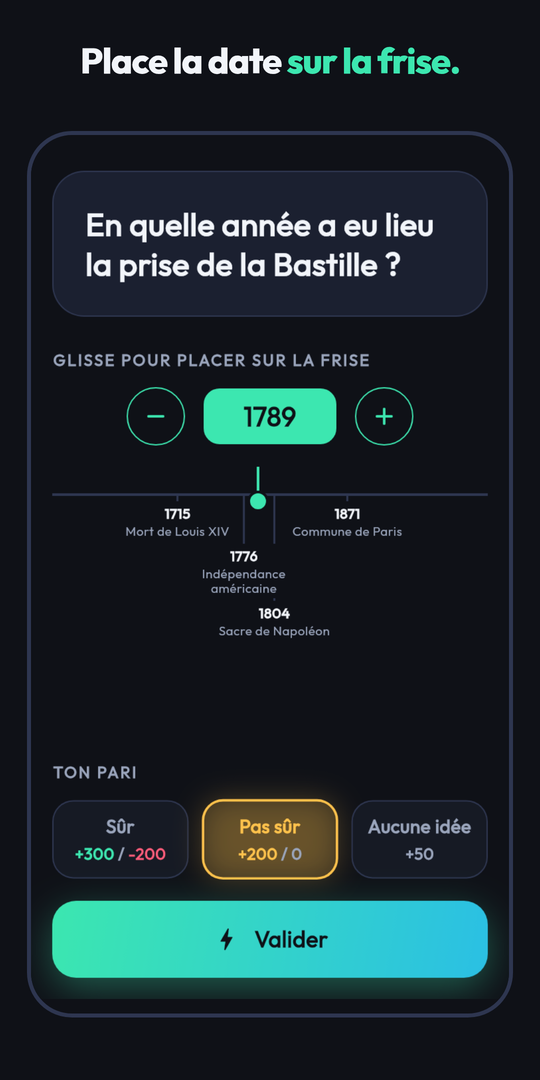 Place la date sur la frise.
En quelle année a eu lieu
la prise de la Bastille ?
GLISSE POUR PLACER SUR LA FRISE
−
1789
+
1715
Mort de Louis XIV
1871
Commune de Paris
1776
Indépendance
américaine
1804
Sacre de Napoléon
TON PARI
Sûr
+300 / -200
Pas sûr
+200 / 0
Aucune idée
+50
Valider